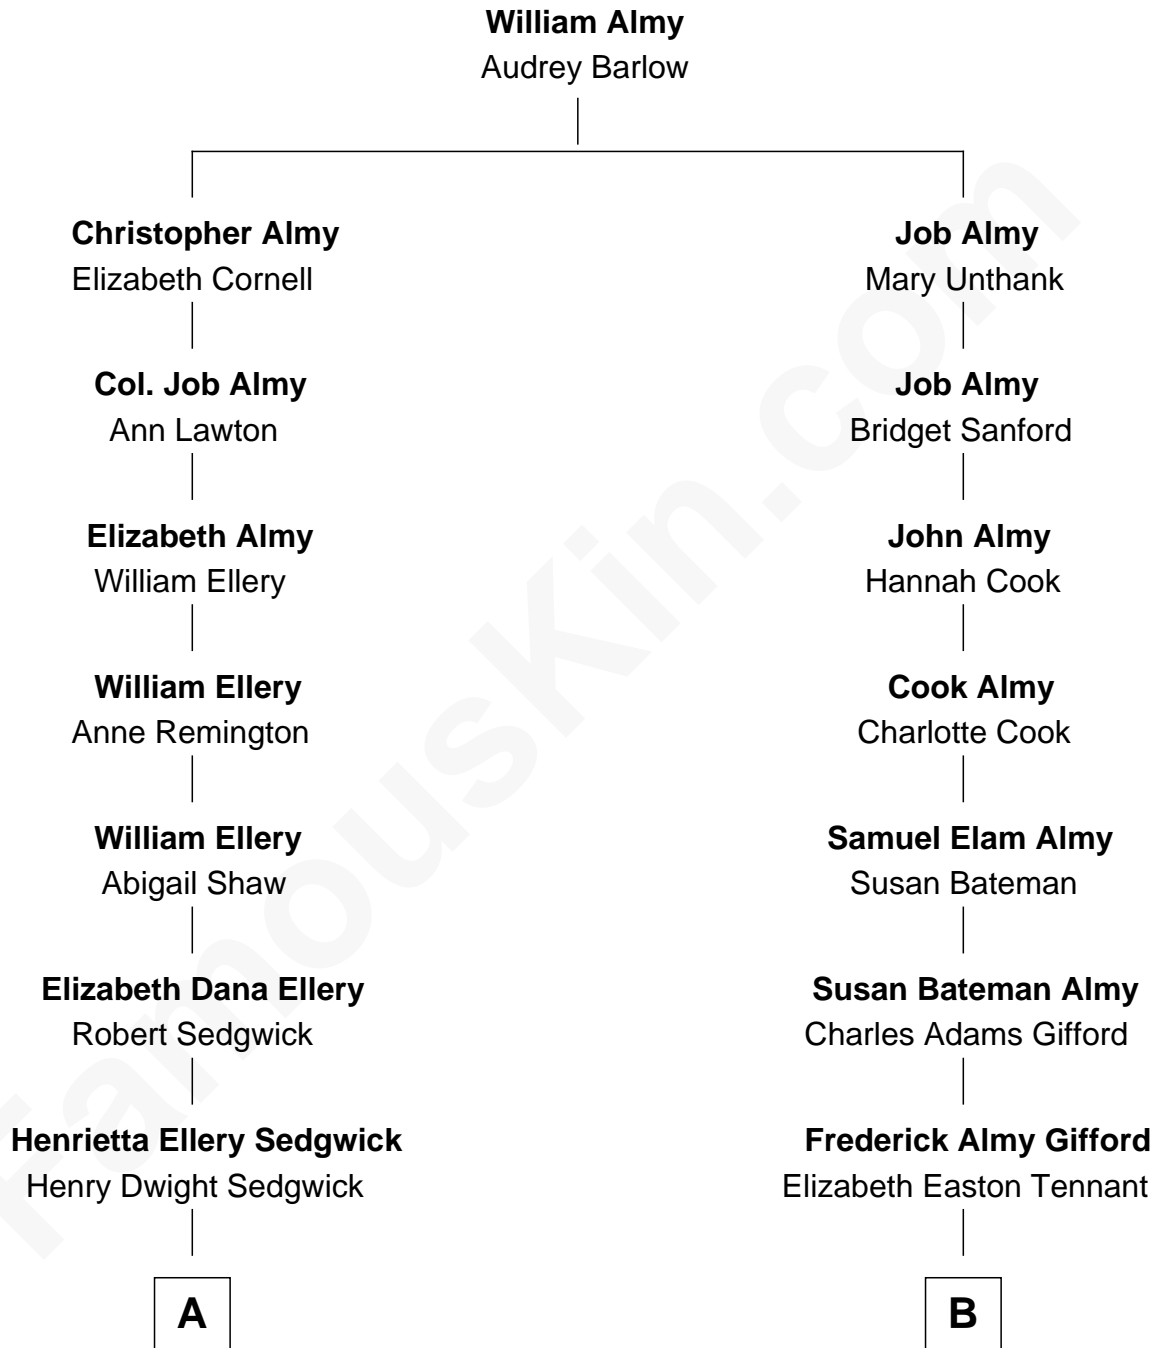 William Almy
Audrey Barlow
Christopher Almy
Elizabeth Cornell
Job Almy
Mary Unthank
Col. Job Almy
Ann Lawton
Job Almy
Bridget Sanford
Elizabeth Almy
William Ellery
John Almy
Hannah Cook
William Ellery
Anne Remington
Cook Almy
Charlotte Cook
William Ellery
Abigail Shaw
Samuel Elam Almy
Susan Bateman
Elizabeth Dana Ellery
Robert Sedgwick
Susan Bateman Almy
Charles Adams Gifford
Henrietta Ellery Sedgwick
Henry Dwight Sedgwick
Frederick Almy Gifford
Elizabeth Easton Tennant
A
B
FamousKin.com